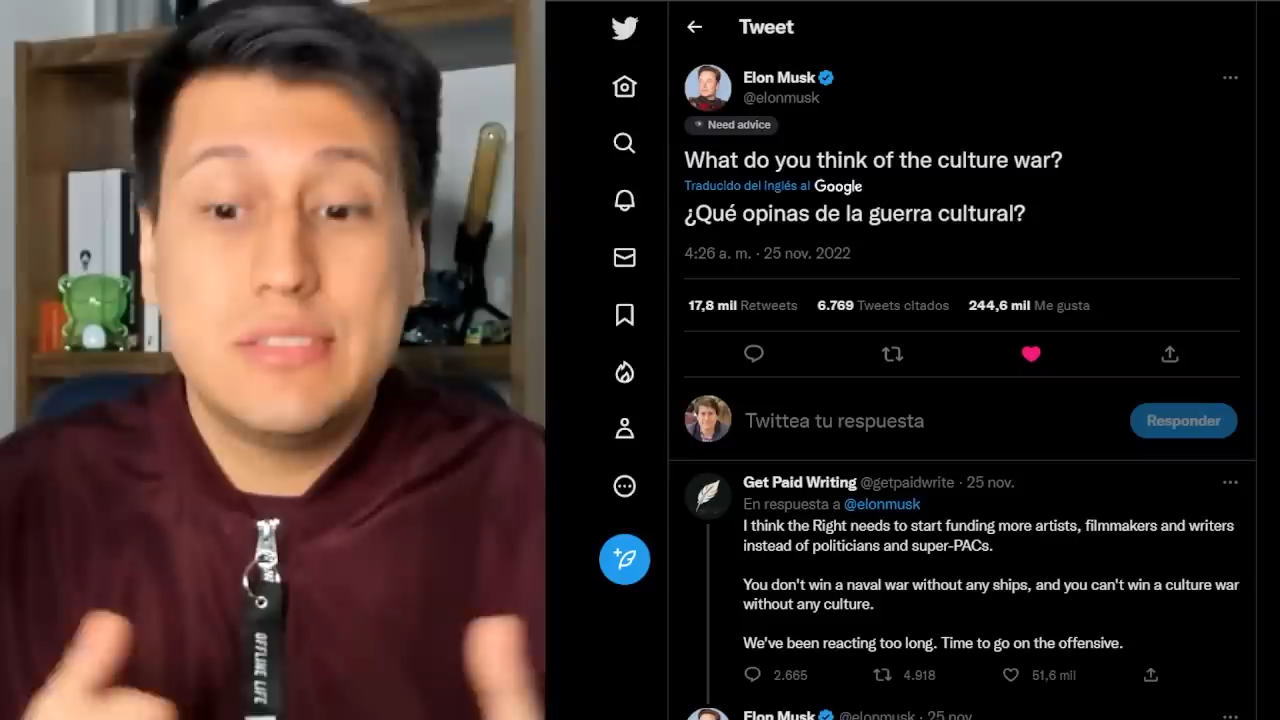 Tweet
Elon Musk
@elonmusk
Need advice
What do you think of the culture war?
Traducido del inglés al Google
¿Qué opinas de la guerra cultural?
4:26 a. m. · 25 nov. 2022
17,8 mil Retweets 6.769 Tweets citados 244,6 mil Me gusta
Twittea tu respuesta
Responder
Get Paid Writing @getpaidwrite · 25 nov.
En respuesta a @elonmusk
I think the Right needs to start funding more artists, filmmakers and writers
instead of politicians and super-PACs.
You don't win a naval war without any ships, and you can't win a culture war
without any culture.
We've been reacting too long. Time to go on the offensive.
2.665 4.918 51,6 mil
Elon Musk @elonmusk · 25 nov.
OFFLINE LIFE